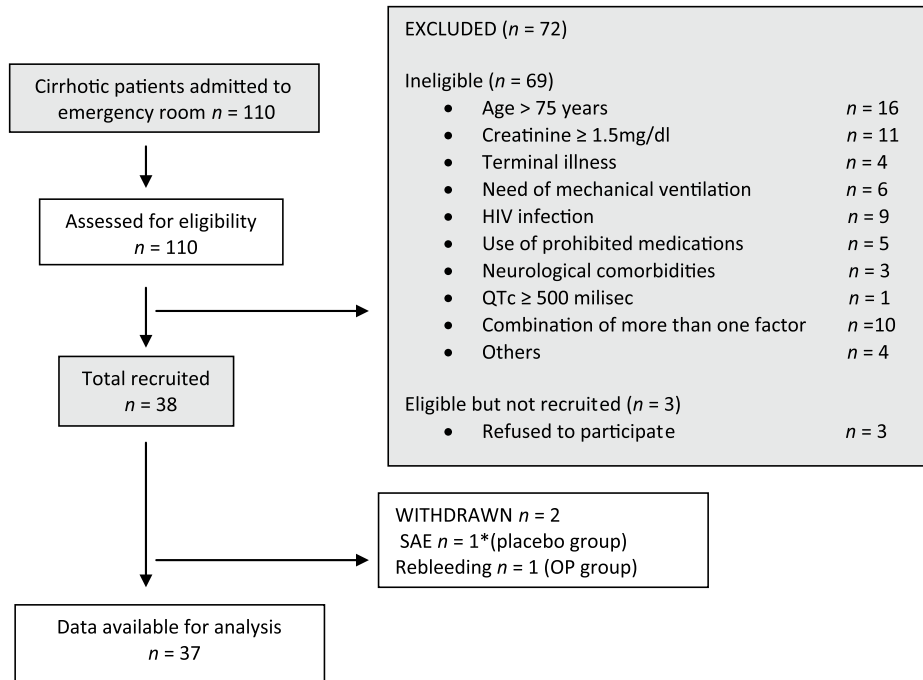 Cirrhotic patients admitted to
emergency room n = 110
Assessed for eligibility
n = 110
EXCLUDED (n = 72)
Ineligible (n = 69)
• Age > 75 years n = 16
• Creatinine ≥ 1.5mg/dl n = 11
• Terminal illness n = 4
• Need of mechanical ventilation n = 6
• HIV infection n = 9
• Use of prohibited medications n = 5
• Neurological comorbidities n = 3
• QTc ≥ 500 milisec n = 1
• Combination of more than one factor n =10
• Others n = 4
Eligible but not recruited (n = 3)
• Refused to participate n = 3
Total recruited
n = 38
WITHDRAWN n = 2
SAE n = 1*(placebo group)
Rebleeding n = 1 (OP group)
Data available for analysis
n = 37